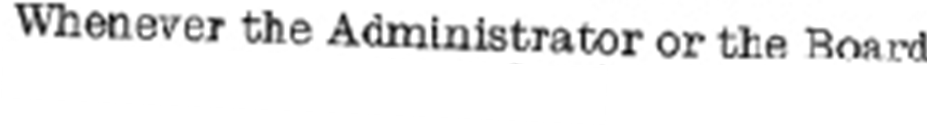 Whenever the Administrator or the Board